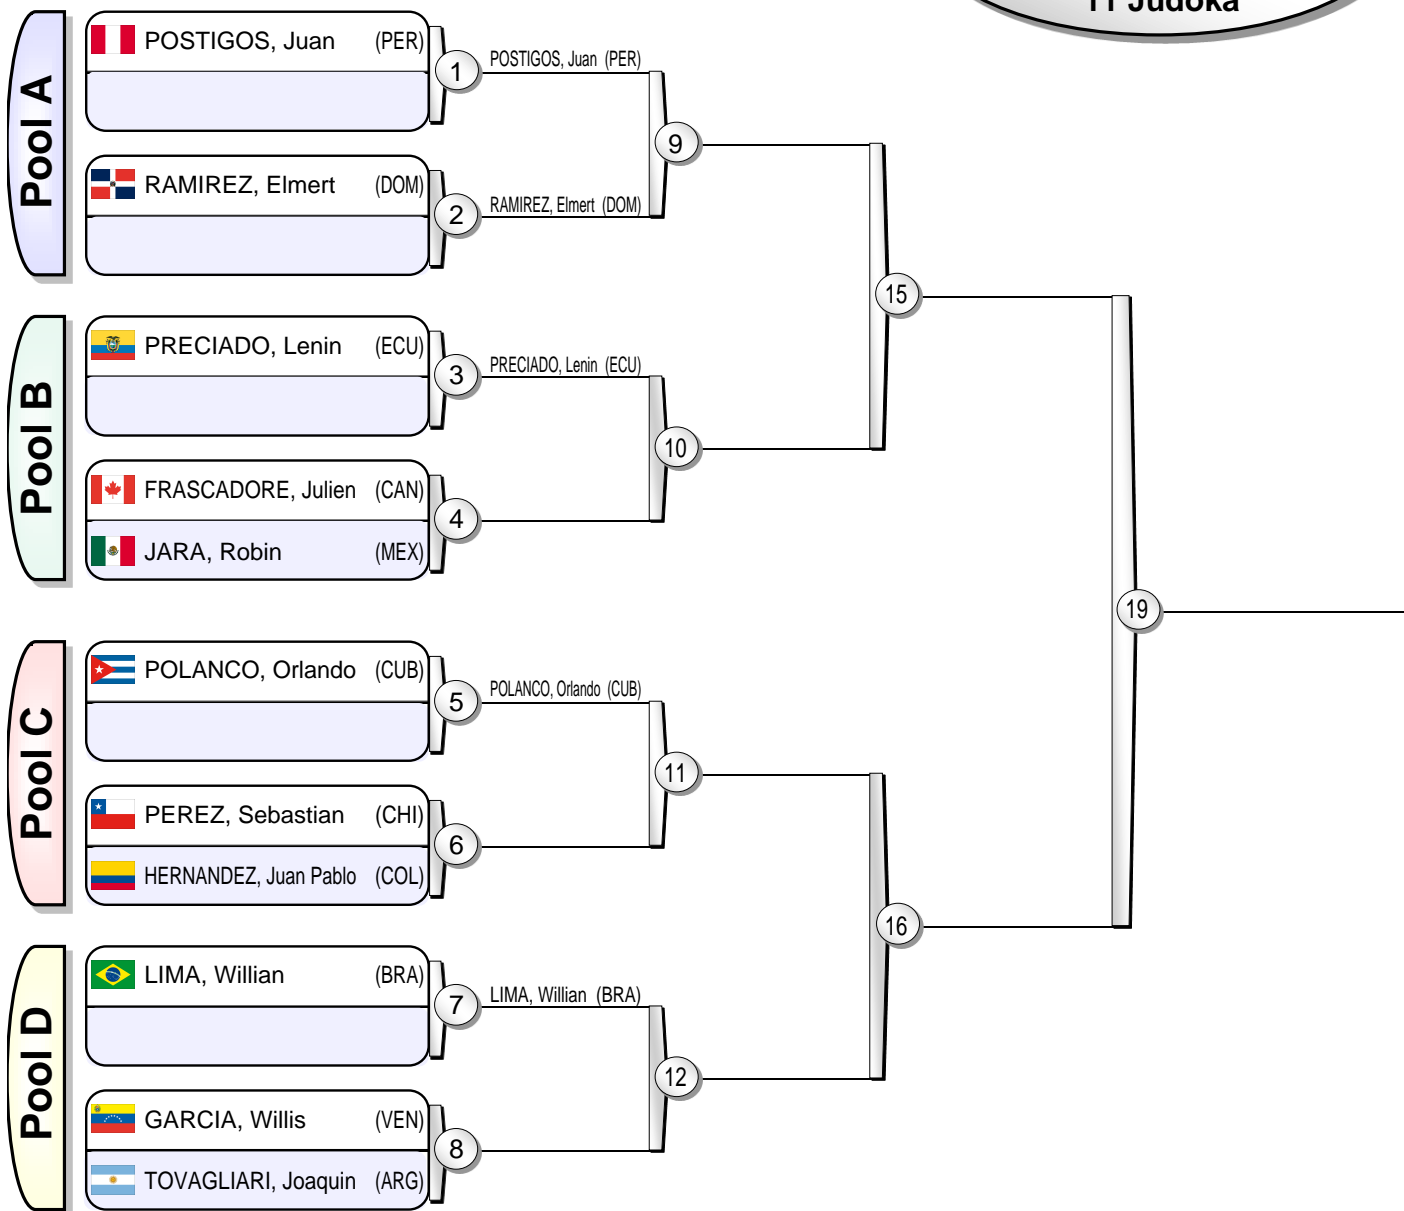 11 Judoka
Pool A
POSTIGOS, Juan (PER)
1
POSTIGOS, Juan (PER)
9
RAMIREZ, Elmert (DOM)
2
RAMIREZ, Elmert (DOM)
15
Pool B
PRECIADO, Lenin (ECU)
3
PRECIADO, Lenin (ECU)
10
FRASCADORE, Julien (CAN)
4
JARA, Robin (MEX)
19
Pool C
POLANCO, Orlando (CUB)
5
POLANCO, Orlando (CUB)
11
PEREZ, Sebastian (CHI)
6
HERNANDEZ, Juan Pablo (COL)
16
Pool D
LIMA, Willian (BRA)
7
LIMA, Willian (BRA)
12
GARCIA, Willis (VEN)
8
TOVAGLIARI, Joaquin (ARG)